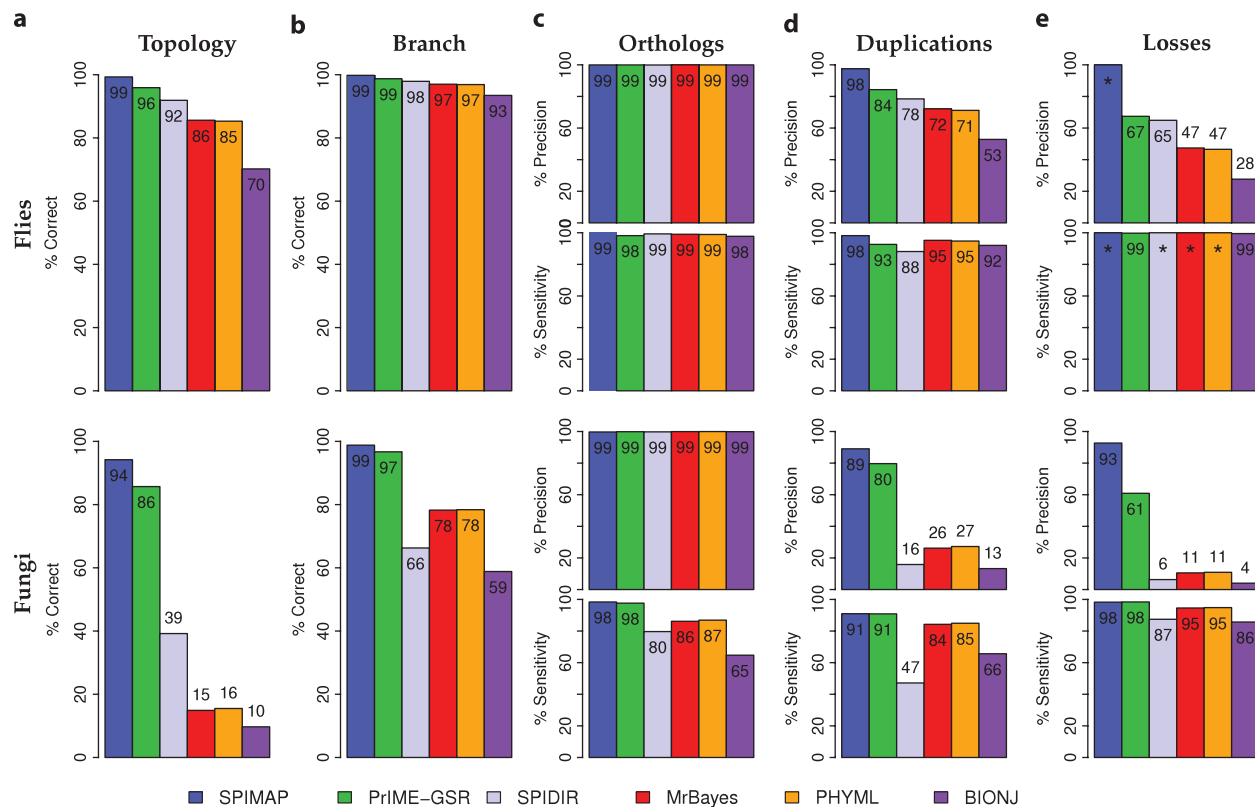 a
b
c
d
e
Topology
Branch
Orthologs
Duplications
Losses
Flies
% Correct
0 20 40 60 80 100
99 96 92 86 85 70
% Correct
0 20 40 60 80 100
99 99 98 97 97 93
% Precision
0 20 60 100
99 99 99 99 99 99
% Precision
0 20 60 100
98 84 78 72 71 53
% Precision
0 20 60 100
* 67 65 47 47 28
% Sensitivity
0 20 60 100
99 98 99 99 99 98
% Sensitivity
0 20 60 100
98 93 88 95 95 92
% Sensitivity
0 20 60 100
* 99 * * * 99
Fungi
% Correct
0 20 40 60 80 100
94 86 39 15 16 10
% Correct
0 20 40 60 80 100
99 97 66 78 78 59
% Precision
0 20 60 100
99 99 99 99 99 99
% Precision
0 20 60 100
89 80 16 26 27 13
% Precision
0 20 60 100
93 61 6 11 11 4
% Sensitivity
0 20 60 100
98 98 80 86 87 65
% Sensitivity
0 20 60 100
91 91 47 84 85 66
% Sensitivity
0 20 60 100
98 98 87 95 95 86
SPIMAP PrIME−GSR SPIDIR MrBayes PHYML BIONJ